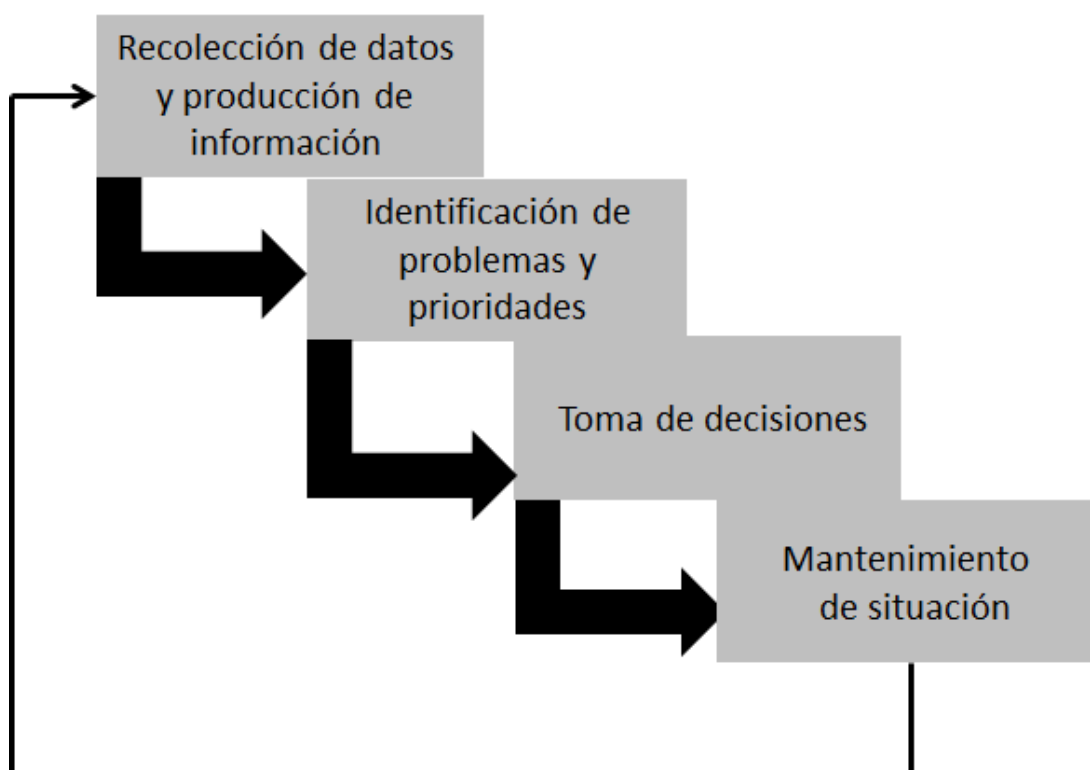 Recolección de datos
y producción de
información
Identificación de
problemas y
prioridades
Toma de decisiones
Mantenimiento
de situación